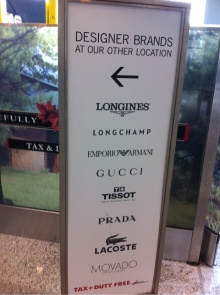 DESIGNER BRANDS
AT OUR OTHER LOCATION
LONGINES
LONGCHAMP
EMPORIO ARMANI
GUCCI
TISSOT
PRADA
LACOSTE
MOVADO
TAX + DUTY FREE
EFULLY
TAX & D